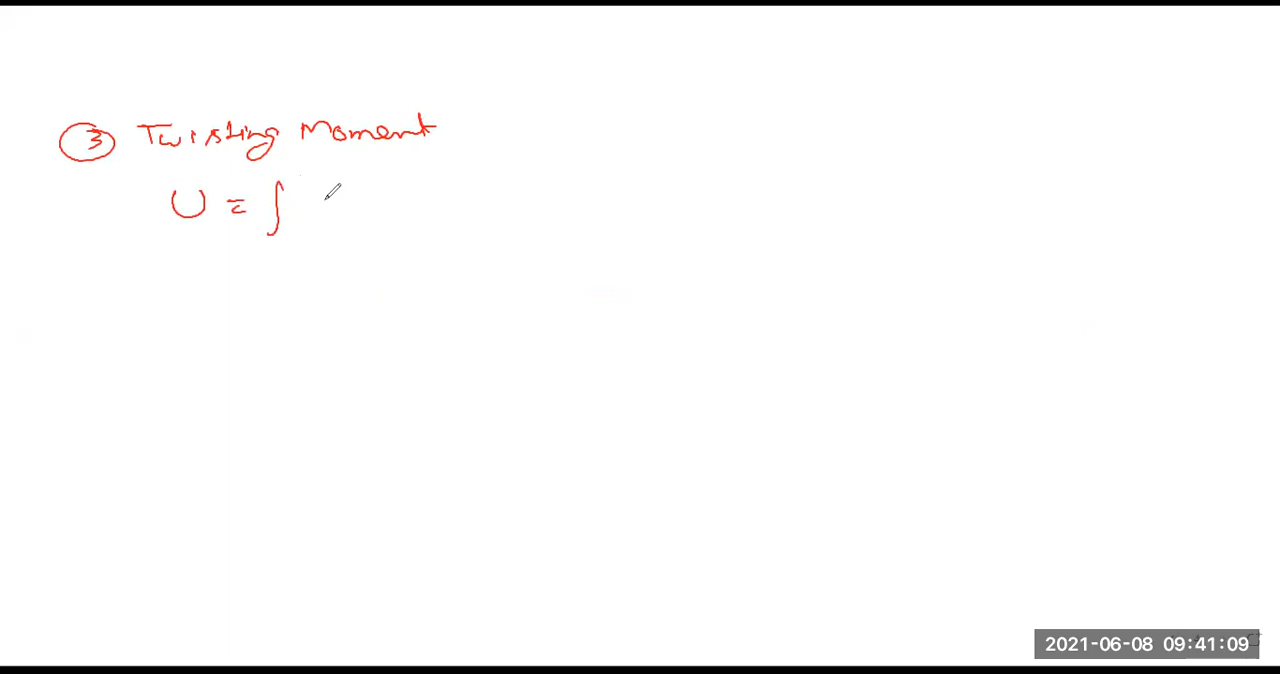 ③ Twisting Moment
U = ∫
2021-06-08 09:41:09